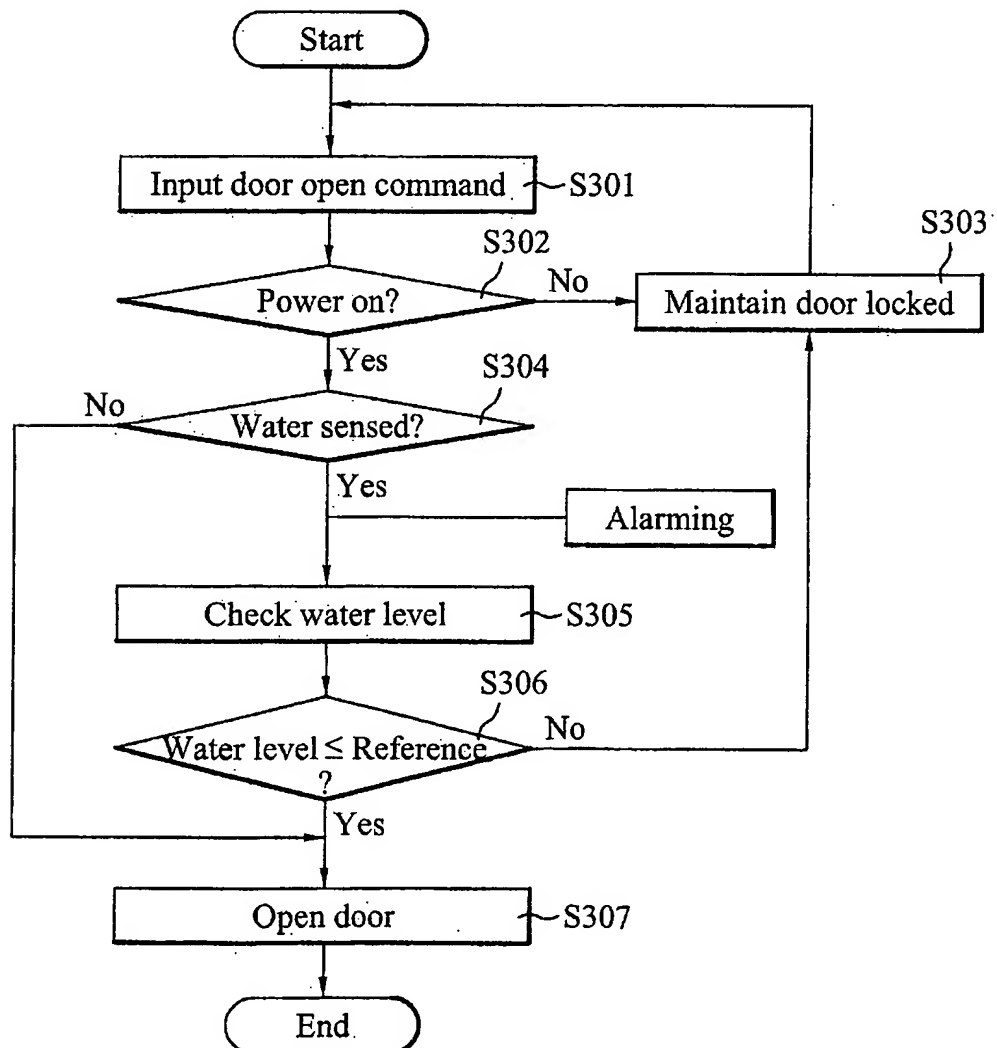 Start
Input door open command
S301
S302
Power on?
No
S303
Maintain door locked
Yes
S304
No
Water sensed?
Yes
Alarming
Check water level
S305
S306
Water level ≤ Reference
?
No
Yes
Open door
S307
End